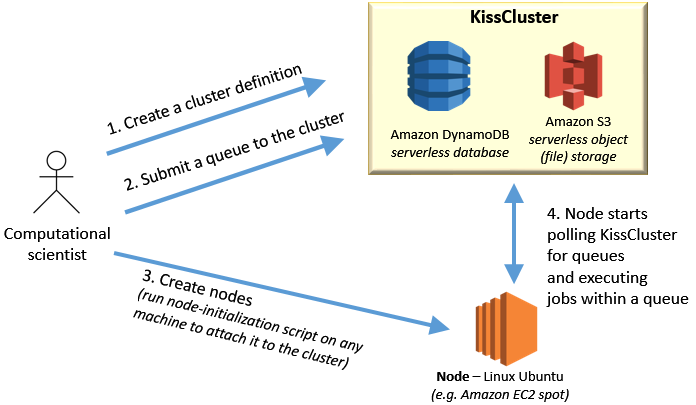 KissCluster
Amazon DynamoDB
serverless database
Amazon S3
serverless object
(file) storage
1. Create a cluster definition
2. Submit a queue to the cluster
Computational
scientist
3. Create nodes
(run node-initialization script on any
machine to attach it to the cluster)
4. Node starts
polling KissCluster
for queues
and executing
jobs within a queue
Node – Linux Ubuntu
(e.g. Amazon EC2 spot)